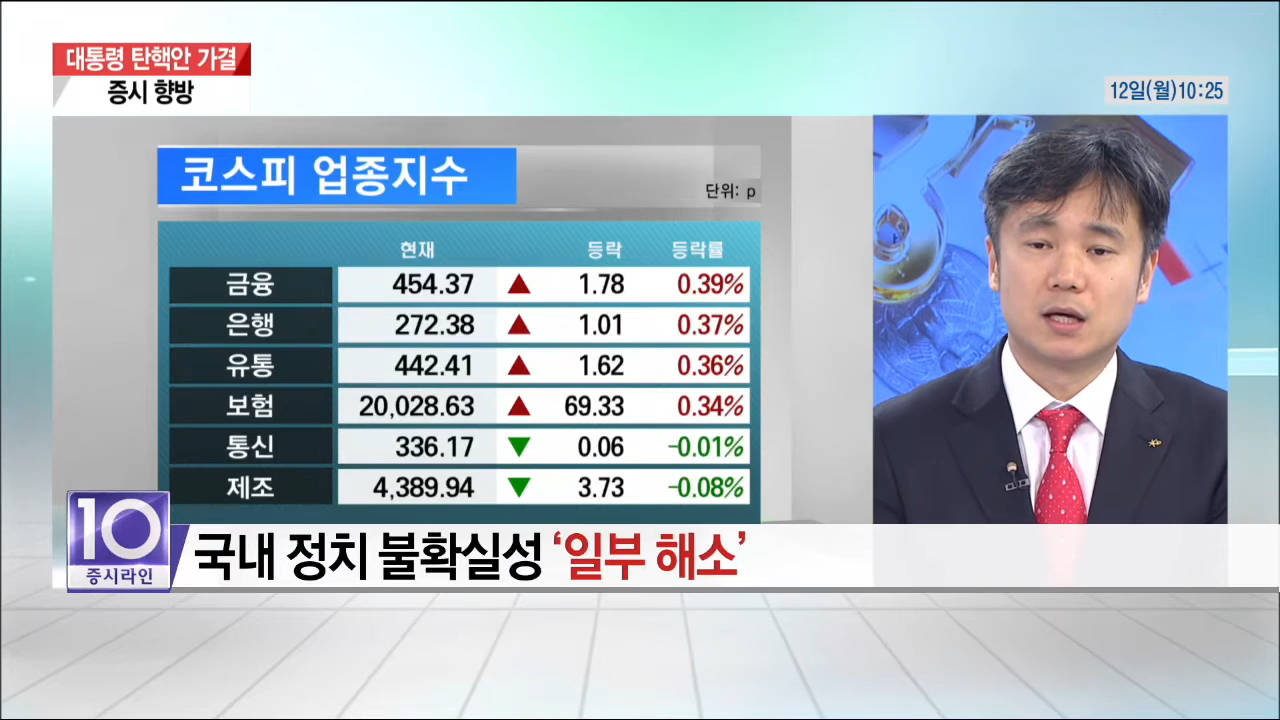 대통령 탄핵안 가결
증시 향방
12일(월)10:25
코스피 업종지수
단위: p
현재 등락 등락률
금융 454.37 ▲ 1.78 0.39%
은행 272.38 ▲ 1.01 0.37%
유통 442.41 ▲ 1.62 0.36%
보험 20,028.63 ▲ 69.33 0.34%
통신 336.17 ▼ 0.06 -0.01%
제조 4,389.94 ▼ 3.73 -0.08%
10
증시라인
국내 정치 불확실성 ‘일부 해소’